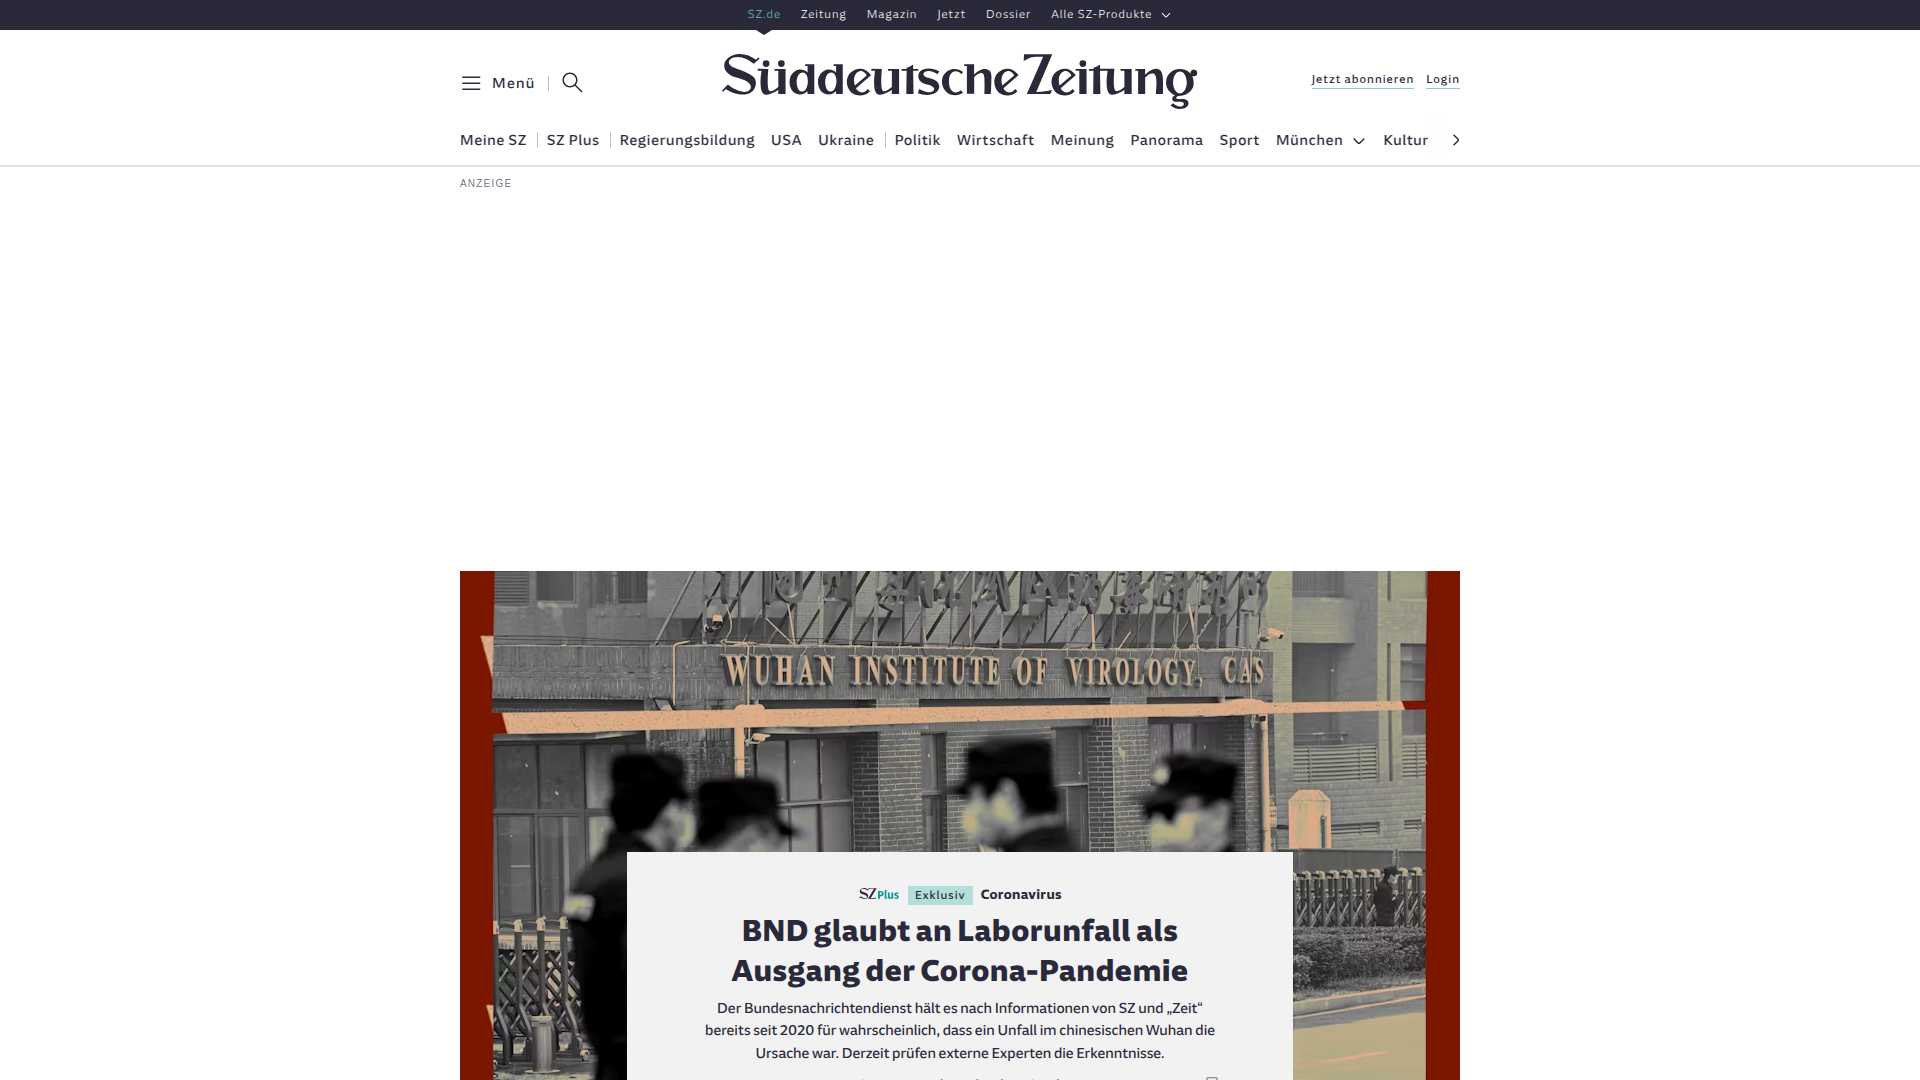 SZ.de Zeitung Magazin Jetzt Dossier Alle SZ-Produkte
Menü
Süddeutsche Zeitung
Jetzt abonnieren Login
Meine SZ SZ Plus Regierungsbildung USA Ukraine Politik Wirtschaft Meinung Panorama Sport München Kultur
ANZEIGE
WUHAN INSTITUTE OF VIROLOGY, CAS
SZ Plus Exklusiv Coronavirus
BND glaubt an Laborunfall als
Ausgang der Corona-Pandemie
Der Bundesnachrichtendienst hält es nach Informationen von SZ und „Zeit“
bereits seit 2020 für wahrscheinlich, dass ein Unfall im chinesischen Wuhan die
Ursache war. Derzeit prüfen externe Experten die Erkenntnisse.